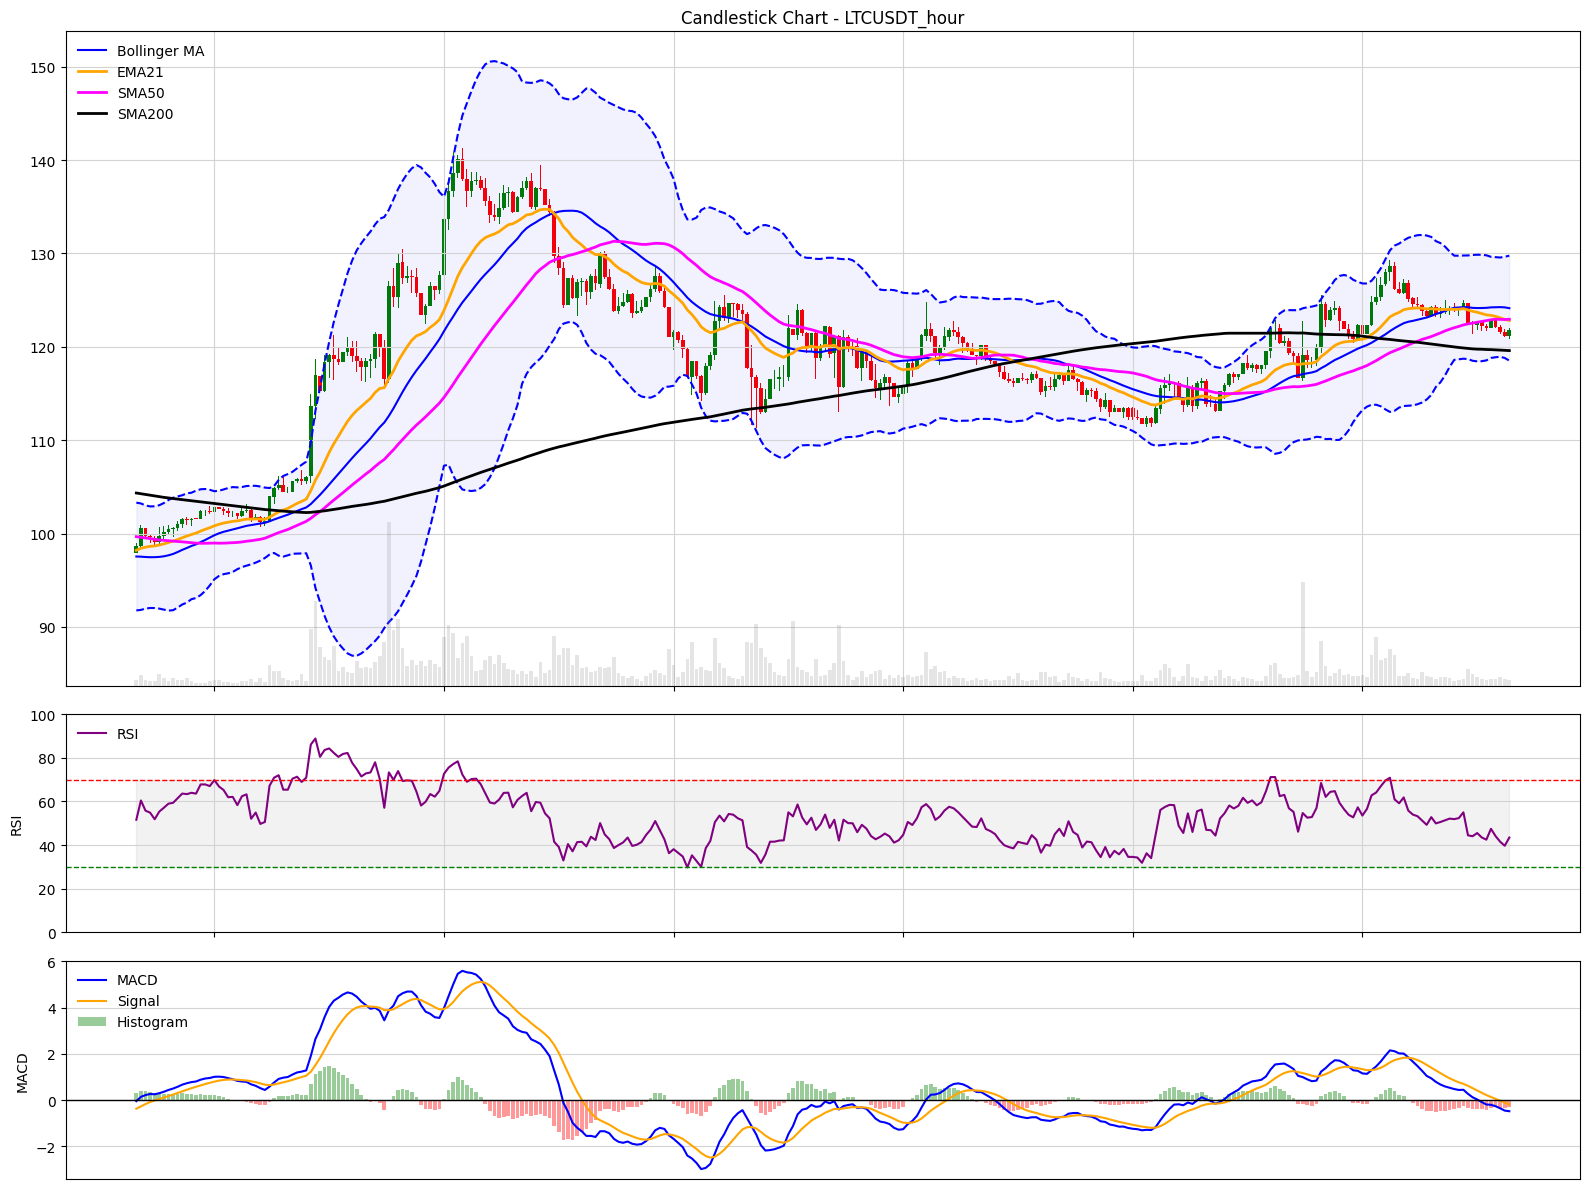 Candlestick Chart - LTCUSDT_hour
Bollinger MA
EMA21
SMA50
SMA200
150
140
130
120
110
100
90
RSI
100
80
60
40
20
0
RSI
MACD
Signal
Histogram
6
4
2
0
−2
MACD